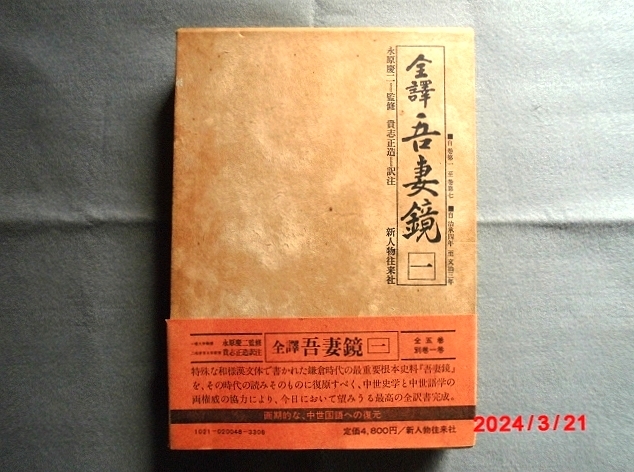 ■自巻第一 至巻第七 ■自治承四年 至文治三年
全譯 吾妻鏡 一
永原慶二=監修 貴志正造=訳注
新人物往来社
永原慶二監修
貴志正造訳注
全譯 吾妻鏡 一
全五巻
別巻一巻
特殊な和様漢文体で書かれた鎌倉時代の最重要根本史料『吾妻鏡』
を、その時代の読みそのものに復原すべく、中世史学と中世語学の
両権威の協力により、今日において望みうる最高の全訳書完成。
画期的な、中世国語への復元
1021-020048-3306
定価4,800円/新人物往来社
2024/3/21